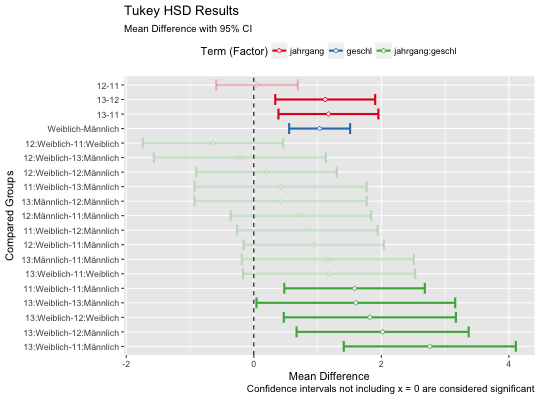 Tukey HSD Results
Mean Difference with 95% CI
Term (Factor) jahrgang geschl jahrgang:geschl
Compared Groups
12-11
13-12
13-11
Weiblich-Männlich
12:Weiblich-11:Weiblich
12:Weiblich-13:Männlich
12:Weiblich-12:Männlich
11:Weiblich-13:Männlich
13:Männlich-12:Männlich
12:Männlich-11:Männlich
11:Weiblich-12:Männlich
12:Weiblich-11:Männlich
13:Männlich-11:Männlich
13:Weiblich-11:Weiblich
11:Weiblich-11:Männlich
13:Weiblich-13:Männlich
13:Weiblich-12:Weiblich
13:Weiblich-12:Männlich
13:Weiblich-11:Männlich
-2 0 2 4
Mean Difference
Confidence intervals not including x = 0 are considered significant